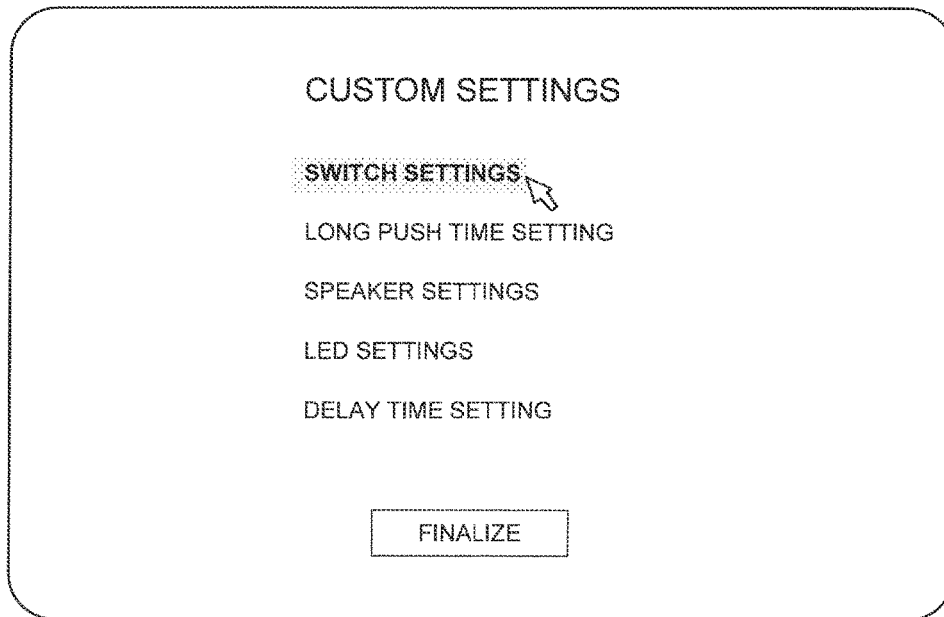 CUSTOM SETTINGS
SWITCH SETTINGS
LONG PUSH TIME SETTING
SPEAKER SETTINGS
LED SETTINGS
DELAY TIME SETTING
FINALIZE